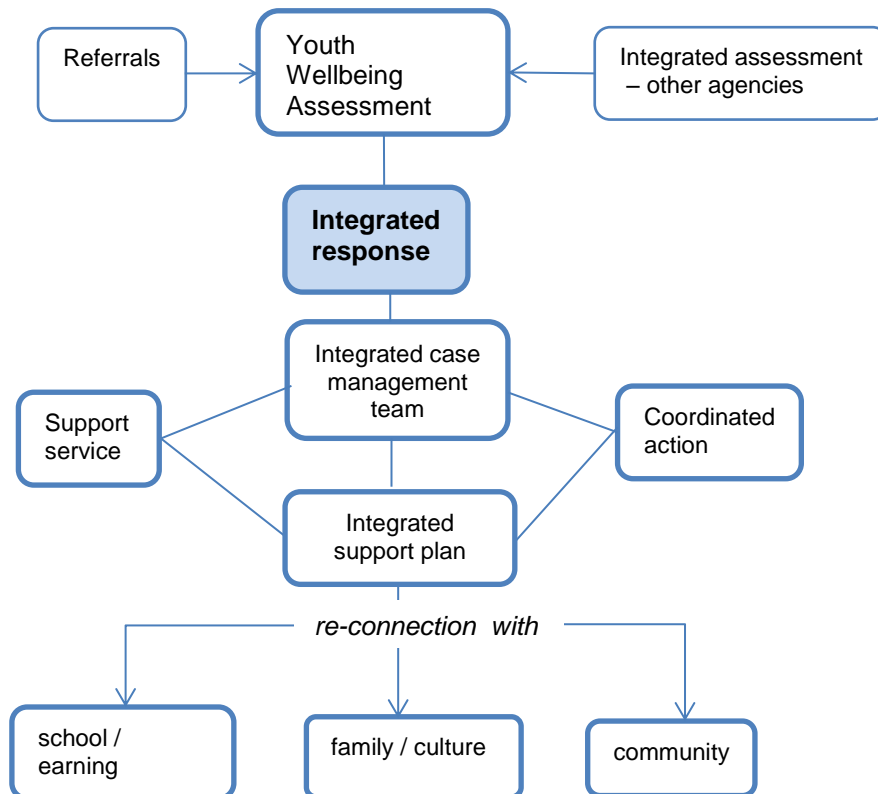 Referrals
Youth
Wellbeing
Assessment
Integrated assessment
– other agencies
Integrated
response
Integrated case
management
team
Support
service
Coordinated
action
Integrated
support plan
re-connection with
school /
earning
family / culture
community